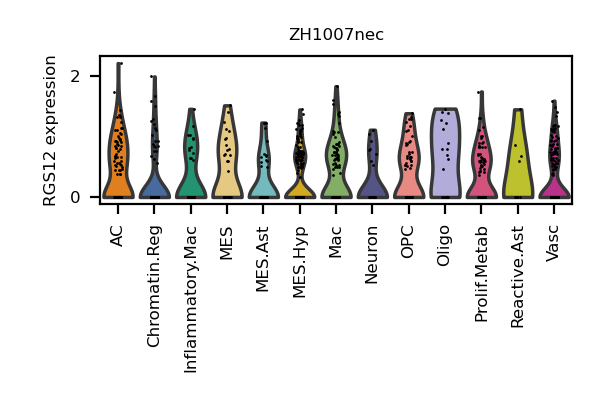 ZH1007nec
RGS12 expression
2
0
AC
Chromatin.Reg
Inflammatory.Mac
MES
MES.Ast
MES.Hyp
Mac
Neuron
OPC
Oligo
Prolif.Metab
Reactive.Ast
Vasc